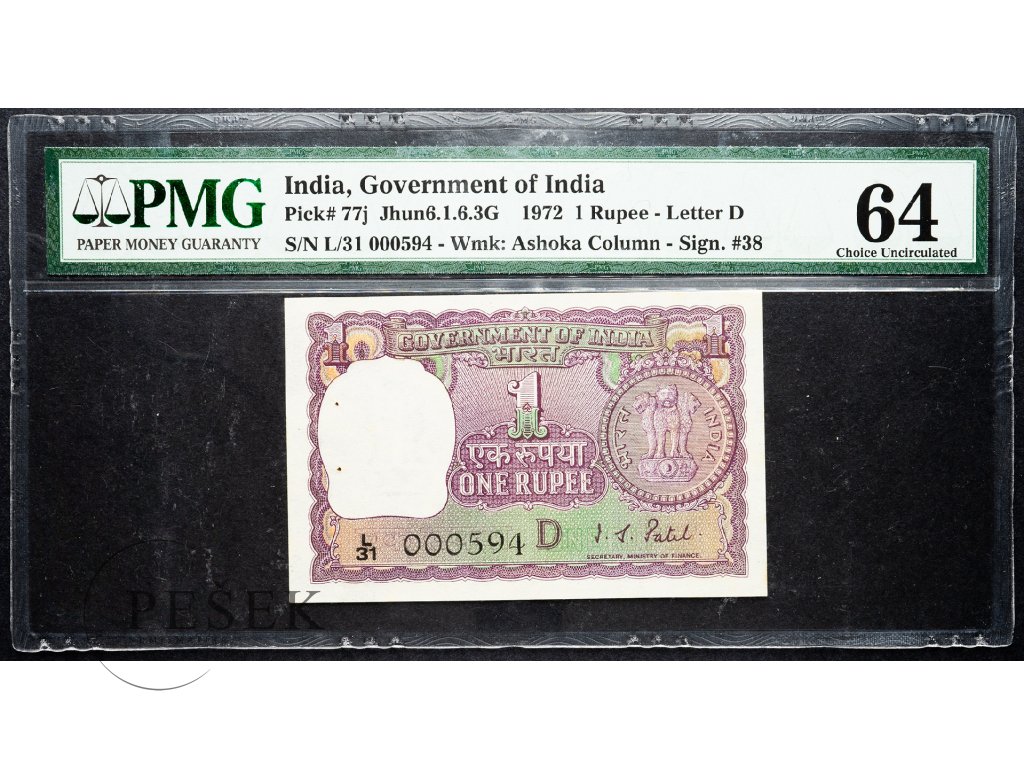 PMG
PAPER MONEY GUARANTY
India, Government of India
Pick# 77j Jhun6.1.6.3G 1972 1 Rupee - Letter D
S/N L/31 000594 - Wmk: Ashoka Column - Sign. #38
64
Choice Uncirculated
1 GOVERNMENT OF INDIA 1
भारत
1
भारत INDIA
एक रुपया
ONE RUPEE
L/31 000594 D I. G. Patel.
SECRETARY, MINISTRY OF FINANCE.
PEŠEK